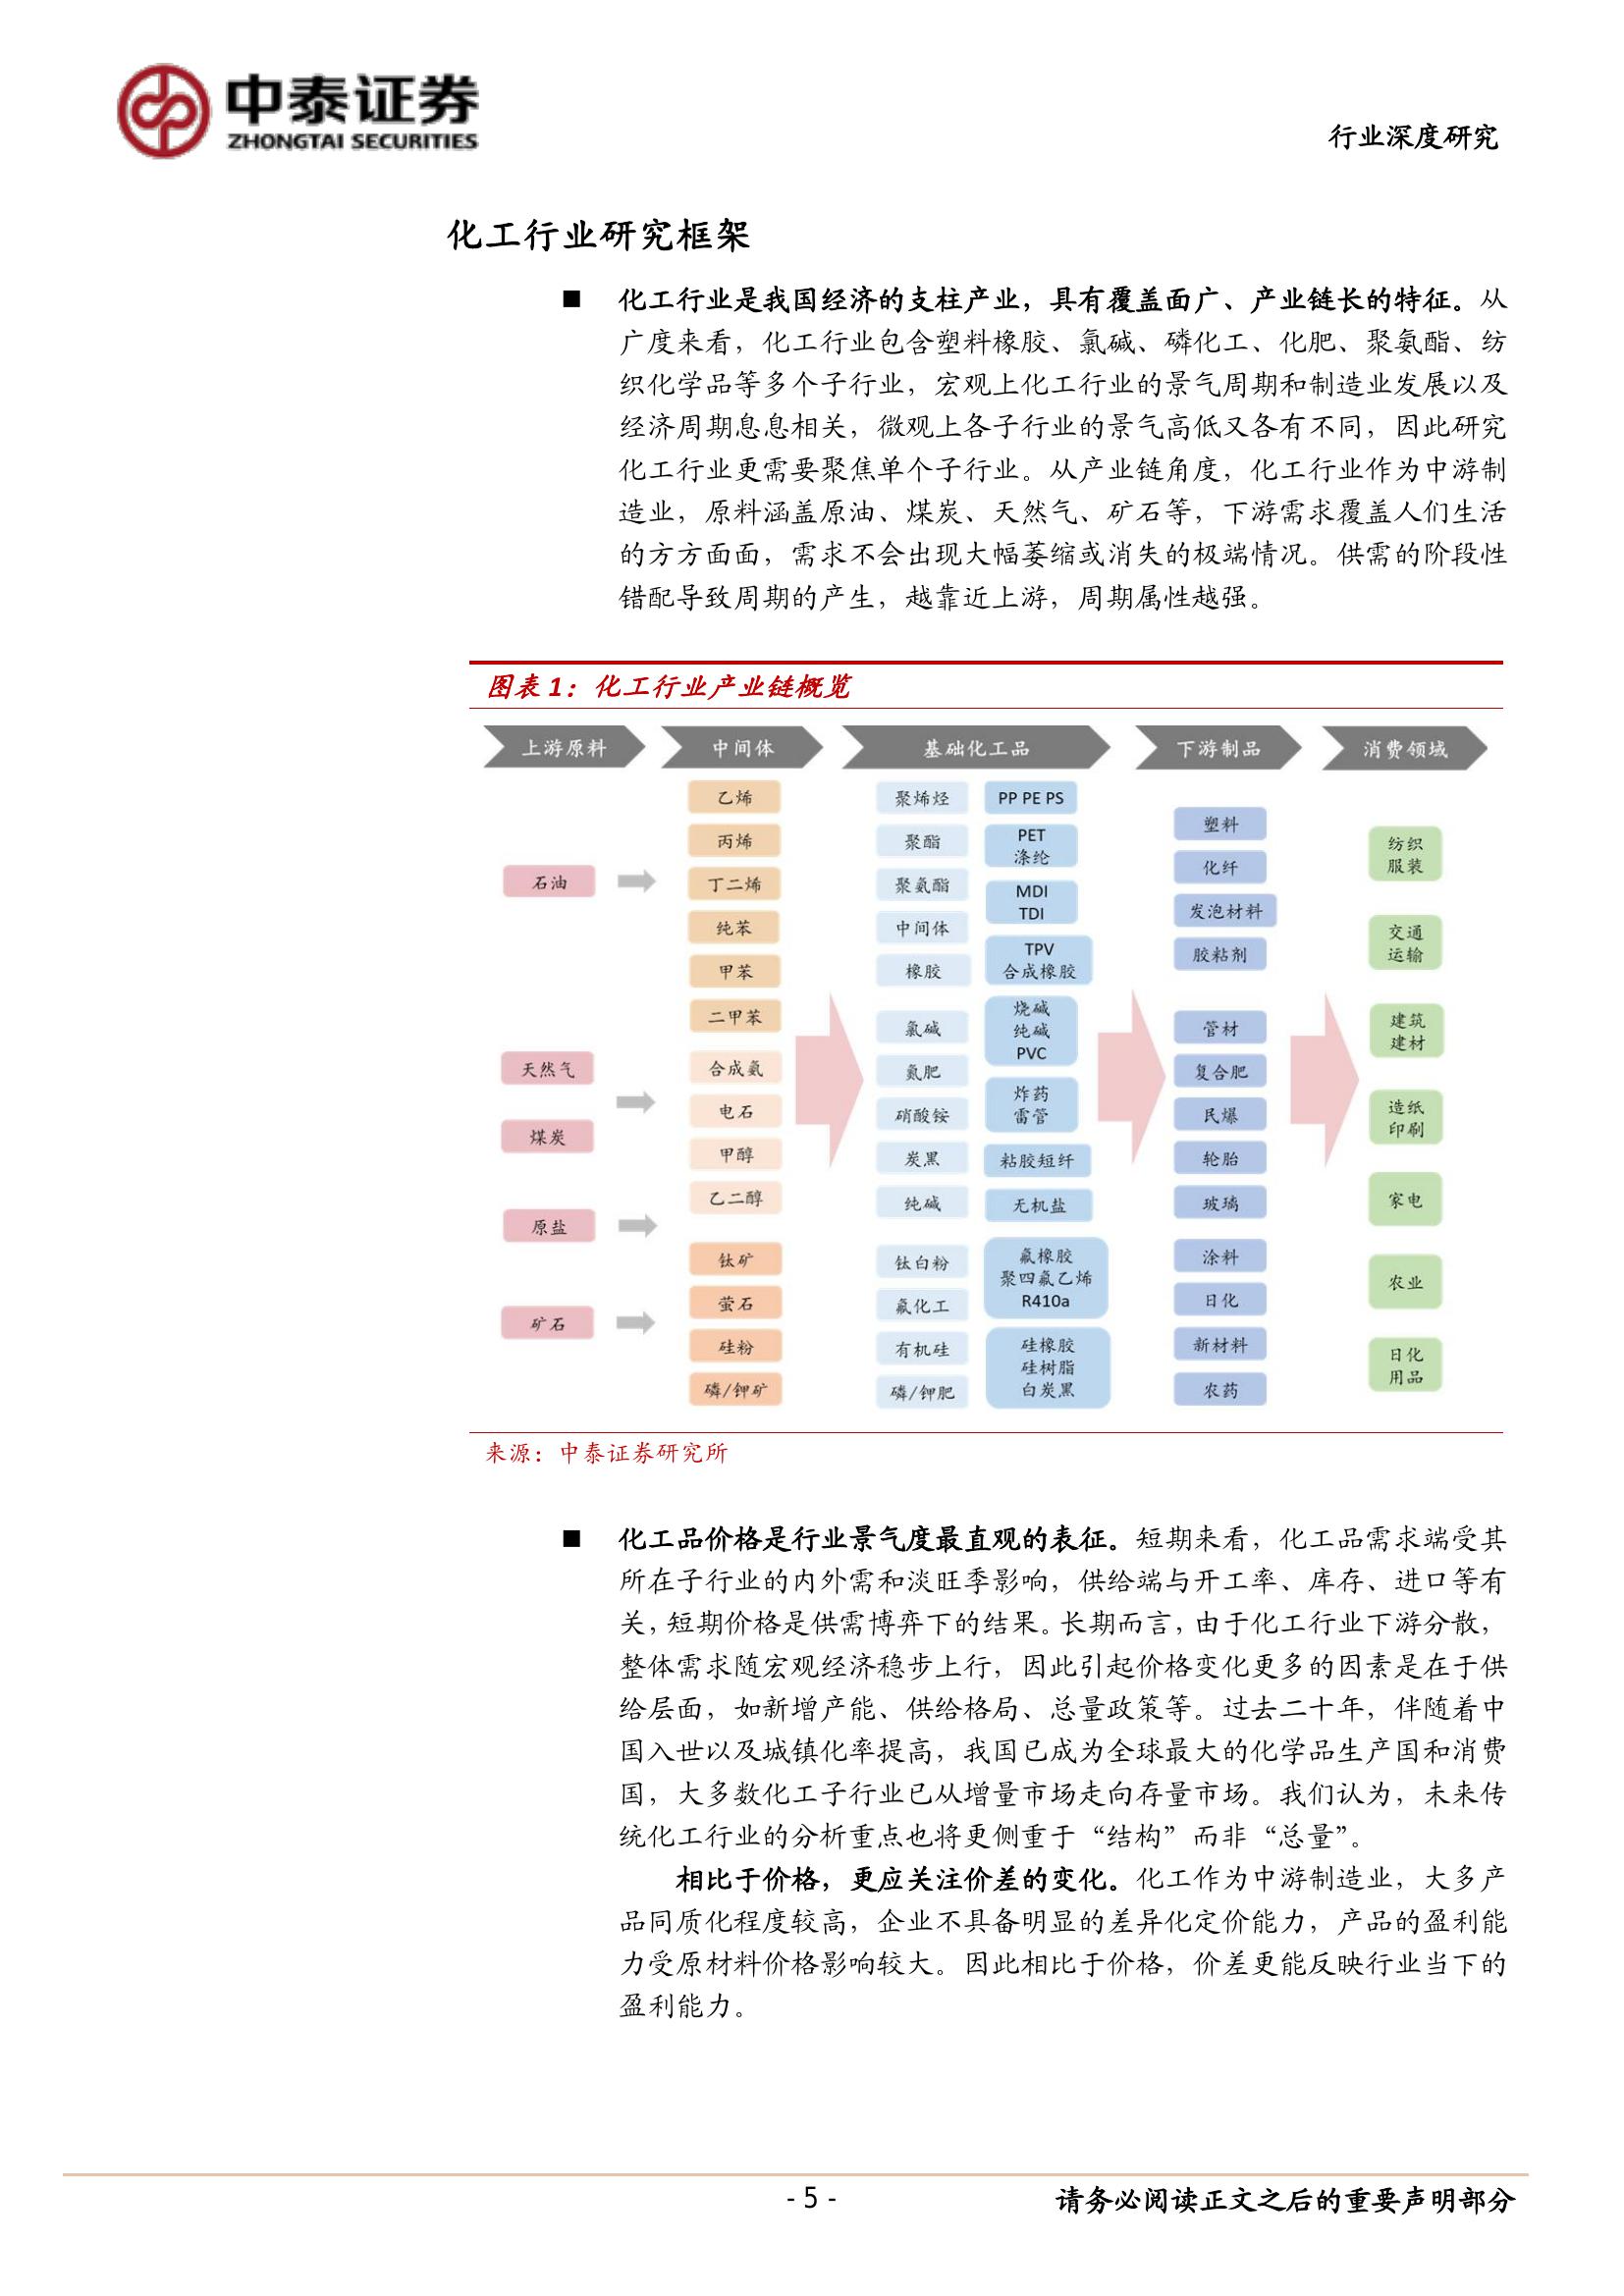 中泰证券
ZHONGTAI SECURITIES
行业深度研究
化工行业研究框架
■ 化工行业是我国经济的支柱产业，具有覆盖面广、产业链长的特征。从
广度来看，化工行业包含塑料橡胶、氯碱、磷化工、化肥、聚氨酯、纺
织化学品等多个子行业，宏观上化工行业的景气周期和制造业发展以及
经济周期息息相关，微观上各子行业的景气高低又各有不同，因此研究
化工行业更需要聚焦单个子行业。从产业链角度，化工行业作为中游制
造业，原料涵盖原油、煤炭、天然气、矿石等，下游需求覆盖人们生活
的方方面面，需求不会出现大幅萎缩或消失的极端情况。供需的阶段性
错配导致周期的产生，越靠近上游，周期属性越强。
图表 1：化工行业产业链概览
上游原料
石油
天然气
煤炭
原盐
矿石
中间体
乙烯
丙烯
丁二烯
纯苯
甲苯
二甲苯
合成氨
电石
甲醇
乙二醇
钛矿
萤石
硅粉
磷/钾矿
基础化工品
聚烯烃
聚酯
聚氨酯
中间体
橡胶
氯碱
氮肥
硝酸铵
炭黑
纯碱
钛白粉
氟化工
有机硅
磷/钾肥
PP PE PS
PET
涤纶
MDI
TDI
TPV
合成橡胶
烧碱
纯碱
PVC
炸药
雷管
粘胶短纤
无机盐
氟橡胶
聚四氟乙烯
R410a
硅橡胶
硅树脂
白炭黑
下游制品
塑料
化纤
发泡材料
胶粘剂
管材
复合肥
民爆
轮胎
玻璃
涂料
日化
新材料
农药
消费领域
纺织
服装
交通
运输
建筑
建材
造纸
印刷
家电
农业
日化
用品
来源：中泰证券研究所
■ 化工品价格是行业景气度最直观的表征。短期来看，化工品需求端受其
所在子行业的内外需和淡旺季影响，供给端与开工率、库存、进口等有
关，短期价格是供需博弈下的结果。长期而言，由于化工行业下游分散，
整体需求随宏观经济稳步上行，因此引起价格变化更多的因素是在于供
给层面，如新增产能、供给格局、总量政策等。过去二十年，伴随着中
国入世以及城镇化率提高，我国已成为全球最大的化学品生产国和消费
国，大多数化工子行业已从增量市场走向存量市场。我们认为，未来传
统化工行业的分析重点也将更侧重于“结构”而非“总量”。
相比于价格，更应关注价差的变化。化工作为中游制造业，大多产
品同质化程度较高，企业不具备明显的差异化定价能力，产品的盈利能
力受原材料价格影响较大。因此相比于价格，价差更能反映行业当下的
盈利能力。
- 5 -
请务必阅读正文之后的重要声明部分